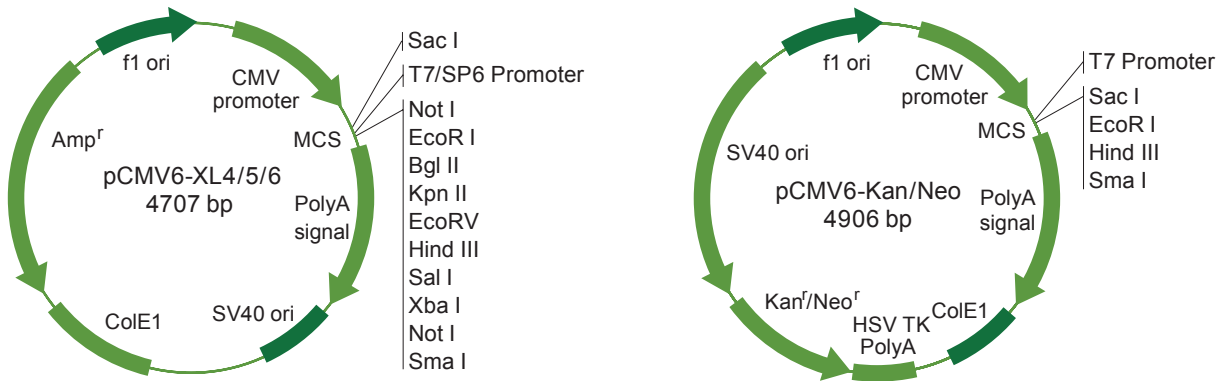 f1 ori
CMV
promoter
Sac I
T7/SP6 Promoter
Not I
EcoR I
Bgl II
Kpn II
EcoRV
Hind III
Sal I
Xba I
Not I
Sma I
MCS
Ampʳ
pCMV6-XL4/5/6
4707 bp
PolyA
signal
SV40 ori
ColE1
f1 ori
CMV
promoter
T7 Promoter
Sac I
EcoR I
Hind III
Sma I
MCS
SV40 ori
pCMV6-Kan/Neo
4906 bp
PolyA
signal
Kanʳ/Neoʳ
HSV TK
PolyA
ColE1